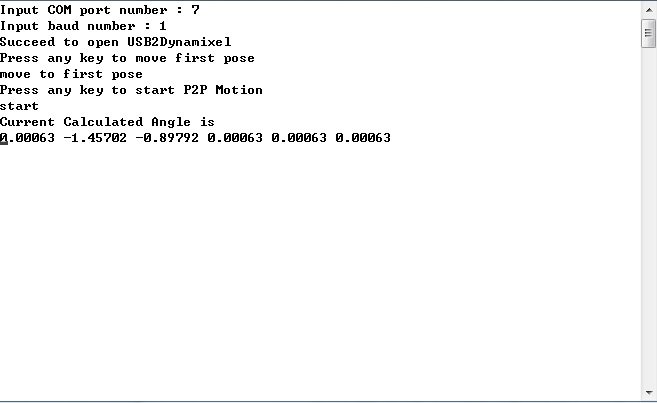 Input COM port number : 7
Input baud number : 1
Succeed to open USB2Dynamixel
Press any key to move first pose
move to first pose
Press any key to start P2P Motion
start
Current Calculated Angle is
0.00063 -1.45702 -0.89792 0.00063 0.00063 0.00063